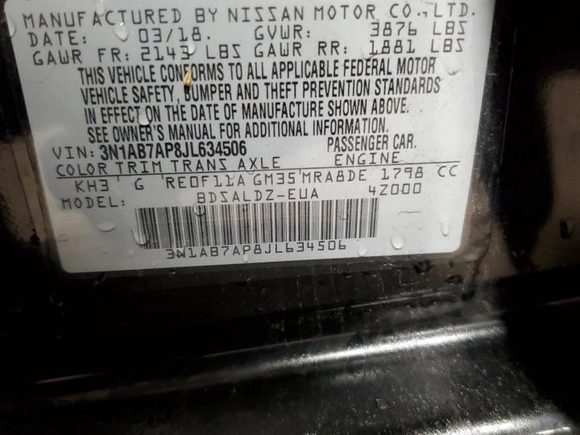 MANUFACTURED BY NISSAN MOTOR CO.,LTD.
DATE: 03/18. GVWR: 3876 LBS
GAWR FR: 2143 LBS GAWR RR: 1881 LBS
THIS VEHICLE CONFORMS TO ALL APPLICABLE FEDERAL MOTOR
VEHICLE SAFETY, BUMPER AND THEFT PREVENTION STANDARDS
IN EFFECT ON THE DATE OF MANUFACTURE SHOWN ABOVE.
SEE OWNER'S MANUAL FOR ADDITIONAL INFORMATION.
VIN: 3N1AB7AP8JL634506 PASSENGER CAR.
COLOR TRIM TRANS AXLE ENGINE
KH3 G RE0F11A GM35 MRA8DE 1798 CC
MODEL: BDSALDZ-EUA 4Z000
3N1AB7AP8JL634506